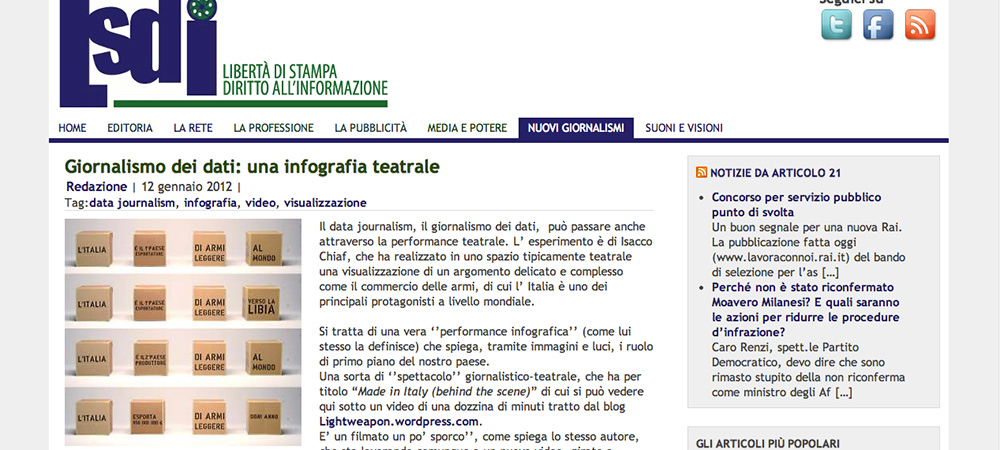 Seguici su
lsdi
LIBERTÀ DI STAMPA
DIRITTO ALL'INFORMAZIONE
HOME EDITORIA LA RETE LA PROFESSIONE LA PUBBLICITÀ MEDIA E POTERE NUOVI GIORNALISMI SUONI E VISIONI
Giornalismo dei dati: una infografia teatrale
Redazione | 12 gennaio 2012 |
Tag:data journalism, infografia, video, visualizzazione
L'ITALIA È IL 1° PAESE ESPORTATORE DI ARMI LEGGERE AL MONDO
L'ITALIA È IL 1° PAESE ESPORTATORE DI ARMI LEGGERE VERSO LA LIBIA
L'ITALIA È IL 2° PAESE PRODUTTORE DI ARMI LEGGERE AL MONDO
L'ITALIA ESPORTA DI ARMI LEGGERE OGNI ANNO
Il data journalism, il giornalismo dei dati,  può passare anche
attraverso la performance teatrale. L' esperimento è di Isacco
Chiaf, che ha realizzato in uno spazio tipicamente teatrale
una visualizzazione di un argomento delicato e complesso
come il commercio delle armi, di cui l' Italia è uno dei
principali protagonisti a livello mondiale.
Si tratta di una vera ‘’performance infografica’’ (come lui
stesso la definisce) che spiega, tramite immagini e luci, i ruolo
di primo piano del nostro paese.
Una sorta di ‘’spettacolo’’ giornalistico-teatrale, che ha per
titolo “Made in Italy (behind the scene)” di cui si può vedere
qui sotto un video di una dozzina di minuti tratto dal blog
Lightweapon.wordpress.com.
E’ un filmato un po’ sporco’’, come spiega lo stesso autore,
NOTIZIE DA ARTICOLO 21
Concorso per servizio pubblico
punto di svolta
Un buon segnale per una nuova Rai.
La pubblicazione fatta oggi
(www.lavoraconnoi.rai.it) del bando
di selezione per l’as […]
Perché non è stato riconfermato
Moavero Milanesi? E quali saranno
le azioni per ridurre le procedure
d’infrazione?
Caro Renzi, spett.le Partito
Democratico, devo dire che sono
rimasto stupito della non riconferma
come ministro degli Af […]
GLI ARTICOLI PIÙ POPOLARI